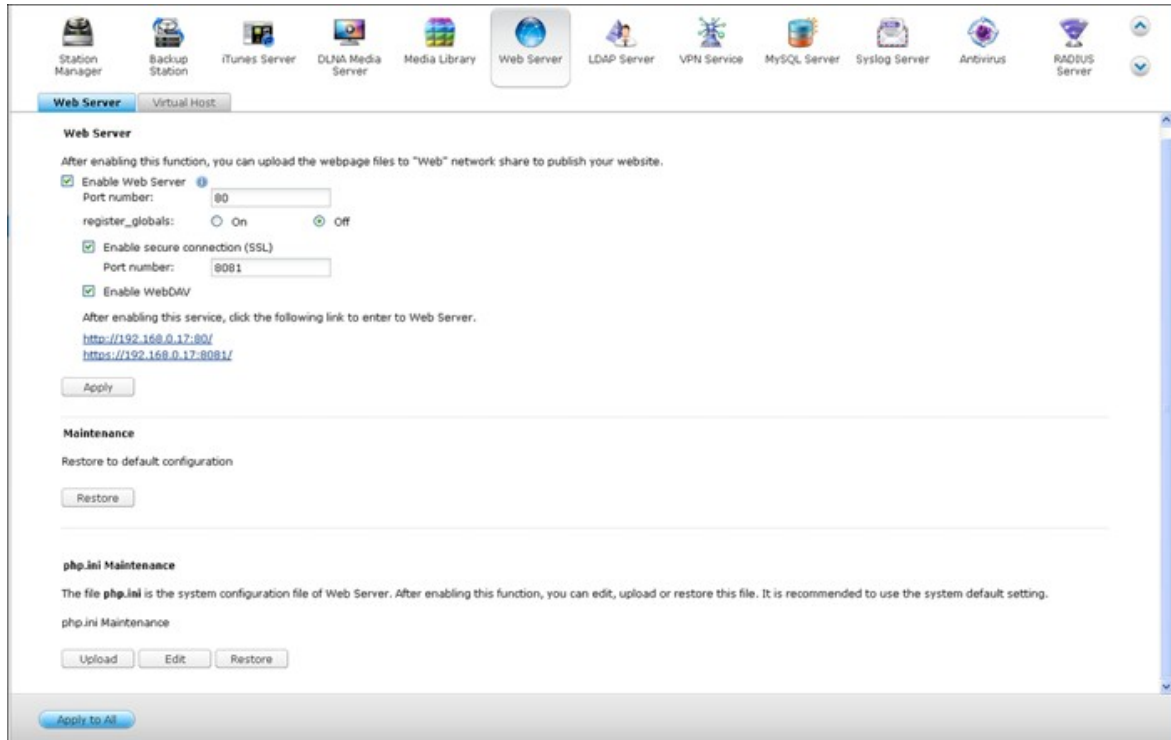 Station Manager
Backup Station
iTunes Server
DLNA Media Server
Media Library
Web Server
LDAP Server
VPN Service
MySQL Server
Syslog Server
Antivirus
RADIUS Server
Web Server
Virtual Host
Web Server
After enabling this function, you can upload the webpage files to "Web" network share to publish your website.
Enable Web Server
Port number: 80
register_globals: On Off
Enable secure connection (SSL)
Port number: 8081
Enable WebDAV
After enabling this service, click the following link to enter to Web Server.
http://192.168.0.17:80/
https://192.168.0.17:8081/
Apply
Maintenance
Restore to default configuration
Restore
php.ini Maintenance
The file php.ini is the system configuration file of Web Server. After enabling this function, you can edit, upload or restore this file. It is recommended to use the system default setting.
php.ini Maintenance
Upload Edit Restore
Apply to All